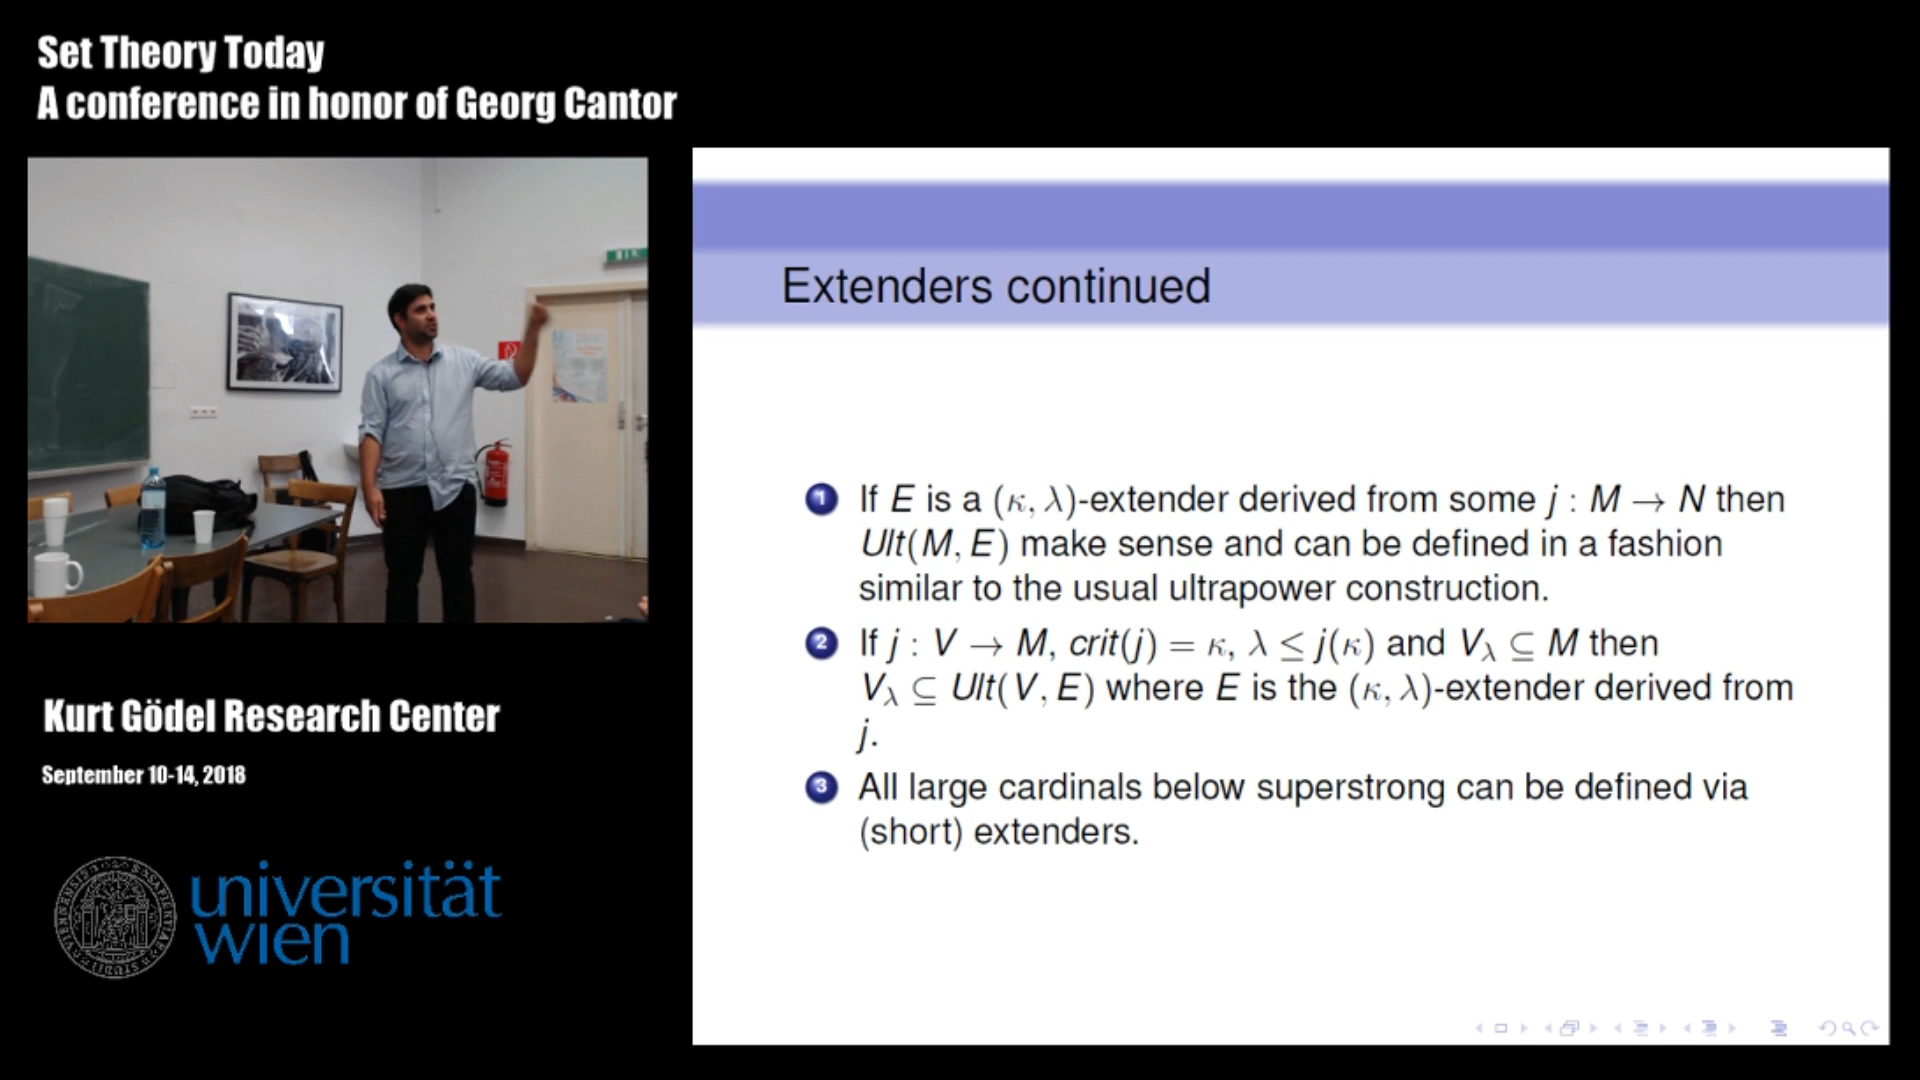 Set Theory Today
A conference in honor of Georg Cantor
Extenders continued
1 If E is a (κ, λ)-extender derived from some j : M → N then
Ult(M, E) make sense and can be defined in a fashion
similar to the usual ultrapower construction.
2 If j : V → M, crit(j) = κ, λ ≤ j(κ) and V_λ ⊆ M then
V_λ ⊆ Ult(V, E) where E is the (κ, λ)-extender derived from
j.
3 All large cardinals below superstrong can be defined via
(short) extenders.
Kurt Gödel Research Center
September 10-14, 2018
universität
wien